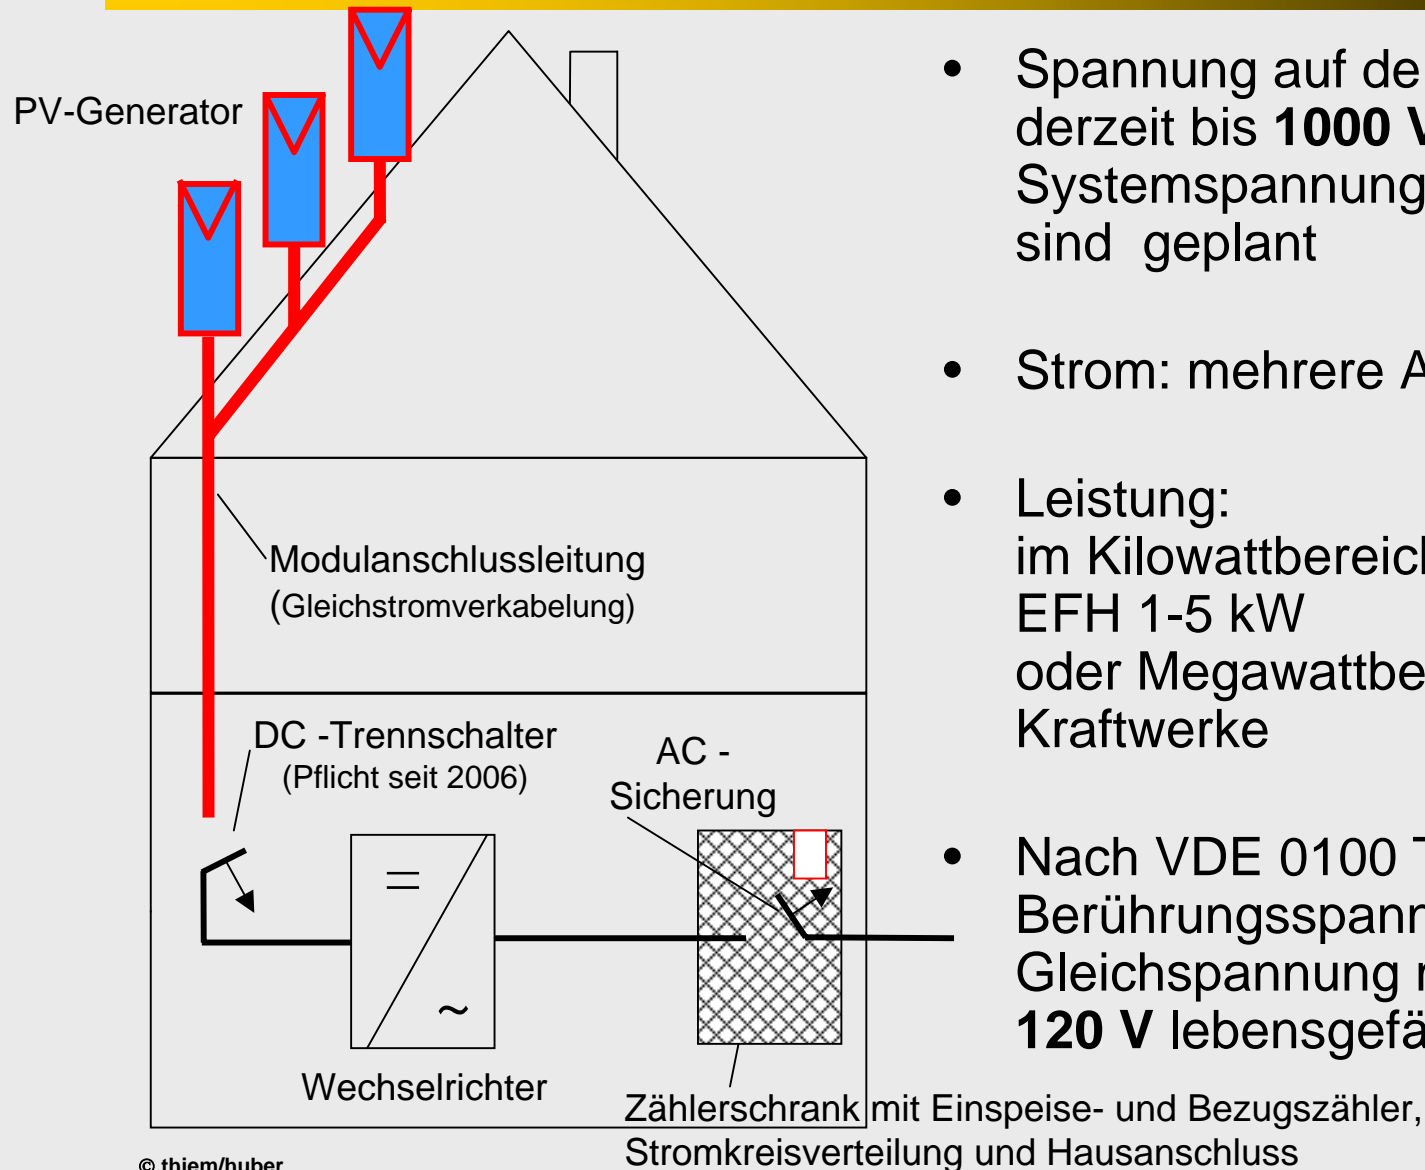 PV-Generator
Modulanschlussleitung
(Gleichstromverkabelung)
DC -Trennschalter
(Pflicht seit 2006)
AC -
Sicherung
=
~
Wechselrichter
Zählerschrank mit Einspeise- und Bezugszähler,
Stromkreisverteilung und Hausanschluss
© thiem/huber
• Spannung auf de
derzeit bis 1000 V
Systemspannung
sind geplant
• Strom: mehrere A
• Leistung:
im Kilowattbereich
EFH 1-5 kW
oder Megawattbe
Kraftwerke
• Nach VDE 0100 T
Berührungsspann
Gleichspannung
120 V lebensgefä